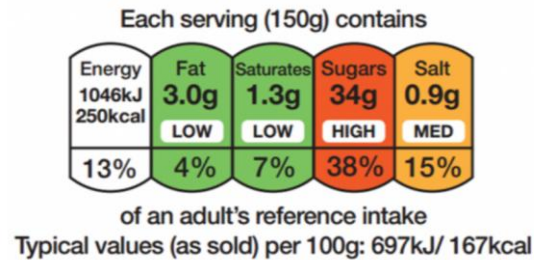 Each serving (150g) contains
Energy Fat Saturates Sugars Salt
1046kJ 3.0g 1.3g 34g 0.9g
250kcal
LOW LOW HIGH MED
13% 4% 7% 38% 15%
of an adult's reference intake
Typical values (as sold) per 100g: 697kJ/ 167kcal